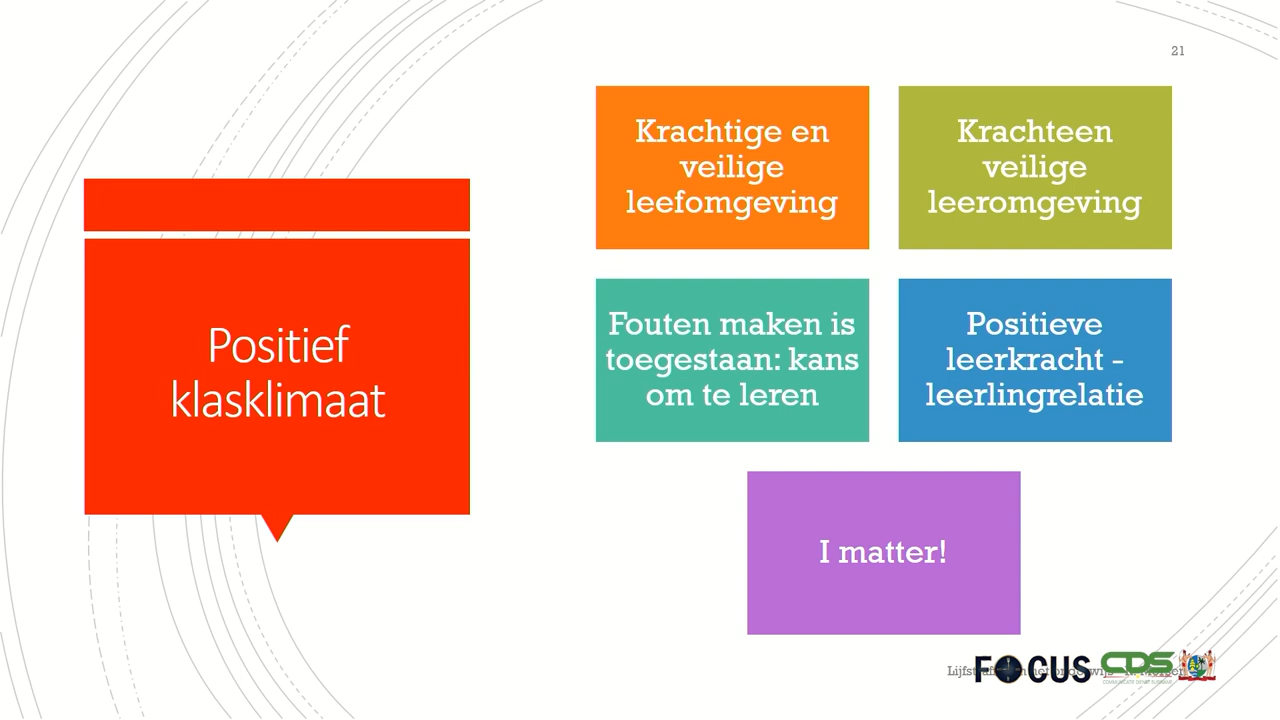 21
Positief
klasklimaat
Krachtige en
veilige
leefomgeving
Krachteen
veilige
leeromgeving
Fouten maken is
toegestaan: kans
om te leren
Positieve
leerkracht -
leerlingrelatie
I matter!
FOCUS
CDS